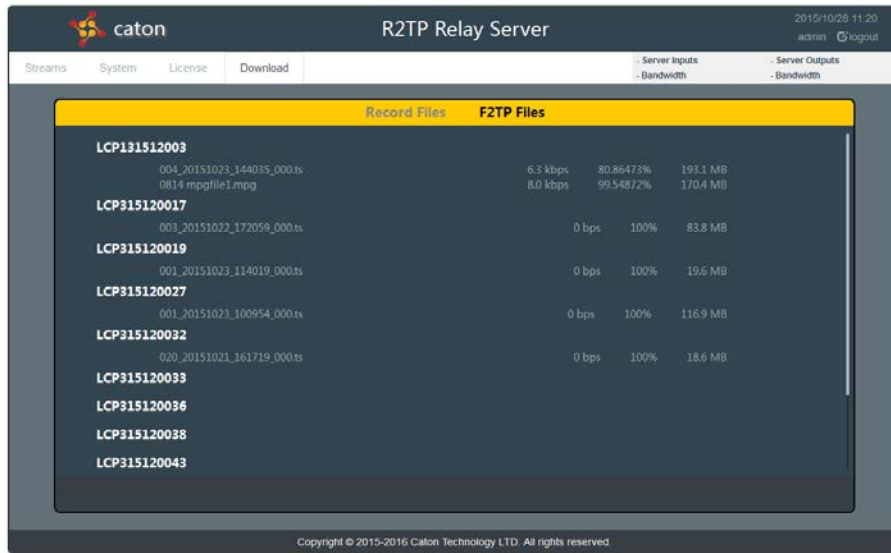 caton
R2TP Relay Server
2015/10/26 11:20
admin logout
Streams System License Download
- Server Inputs
- Bandwidth
- Server Outputs
- Bandwidth
Record Files F2TP Files
LCP131512003
004_20151023_144035_000.ts 6.3 kbps 80.86473% 193.1 MB
0814 mpgfile1.mpg 8.0 kbps 99.54872% 170.4 MB
LCP315120017
003_20151022_172059_000.ts 0 bps 100% 83.8 MB
LCP315120019
001_20151023_114019_000.ts 0 bps 100% 19.6 MB
LCP315120027
001_20151023_100954_000.ts 0 bps 100% 116.9 MB
LCP315120032
020_20151021_161719_000.ts 0 bps 100% 18.6 MB
LCP315120033
LCP315120036
LCP315120038
LCP315120043
Copyright © 2015-2016 Caton Technology LTD. All rights reserved.